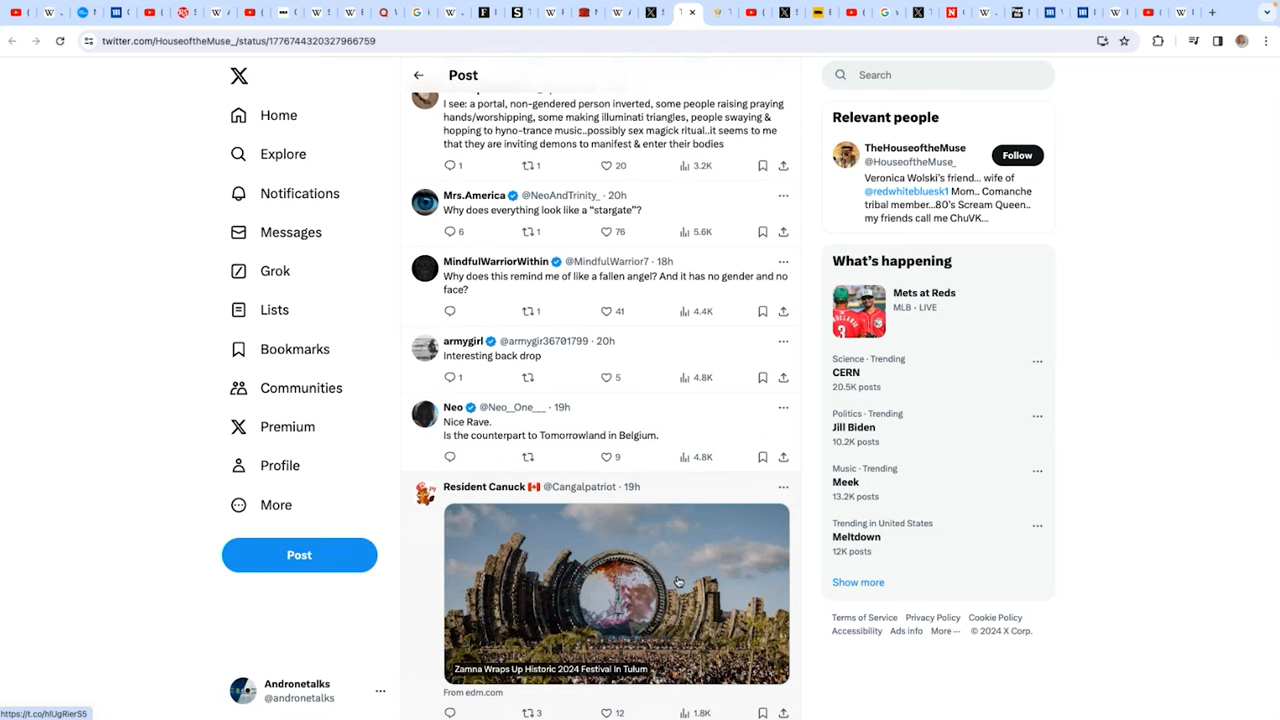 twitter.com/HouseoftheMuse_/status/1776744320327966759
Post
Search
Home
Explore
Notifications
Messages
Grok
Lists
Bookmarks
Communities
Premium
Profile
More
Post
Andronetalks
@andronetalks
I see: a portal, non-gendered person inverted, some people raising praying
hands/worshipping, some making illuminati triangles, people swaying &
hopping to hyno-trance music..possibly sex magick ritual..it seems to me
that they are inviting demons to manifest & enter their bodies
1 1 20 3.2K
Mrs.America @NeoAndTrinity_ · 20h
Why does everything look like a “stargate”?
6 1 76 5.6K
MindfulWarriorWithin @MindfulWarrior7 · 18h
Why does this remind me of like a fallen angel? And it has no gender and no
face?
1 41 4.4K
armygirl @armygir36701799 · 20h
Interesting back drop
1 5 4.8K
Neo @Neo_One___ · 19h
Nice Rave.
Is the counterpart to Tomorrowland in Belgium.
9 4.8K
Resident Canuck @Cangalpatriot · 19h
Zamna Wraps Up Historic 2024 Festival In Tulum
From edm.com
3 12 1.8K
Relevant people
TheHouseoftheMuse
@HouseoftheMuse_
Follow
Veronica Wolski’s friend... wife of
@redwhitebluesk1 Mom.. Comanche
tribal member...80’s Scream Queen..
my friends call me ChuVK...
What’s happening
Mets at Reds
MLB · LIVE
Science · Trending
CERN
20.5K posts
Politics · Trending
Jill Biden
10.2K posts
Music · Trending
Meek
13.2K posts
Trending in United States
Meltdown
12K posts
Show more
Terms of Service Privacy Policy Cookie Policy
Accessibility Ads info More ··· © 2024 X Corp.
https://t.co/hlUgRierS5